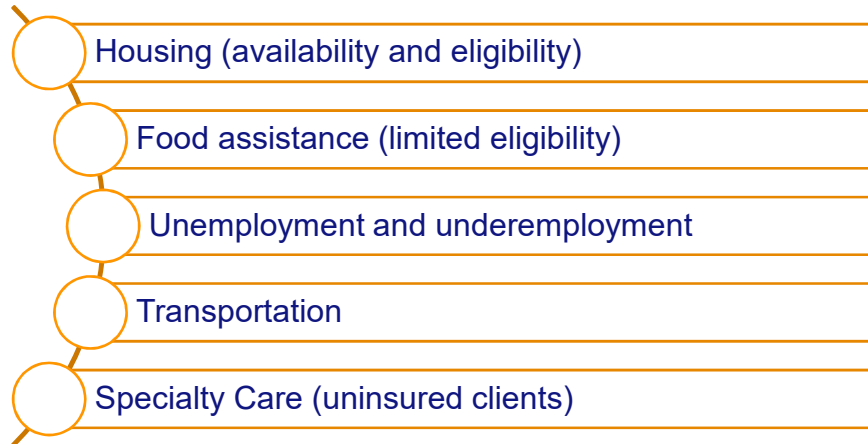 Housing (availability and eligibility)
Food assistance (limited eligibility)
Unemployment and underemployment
Transportation
Specialty Care (uninsured clients)